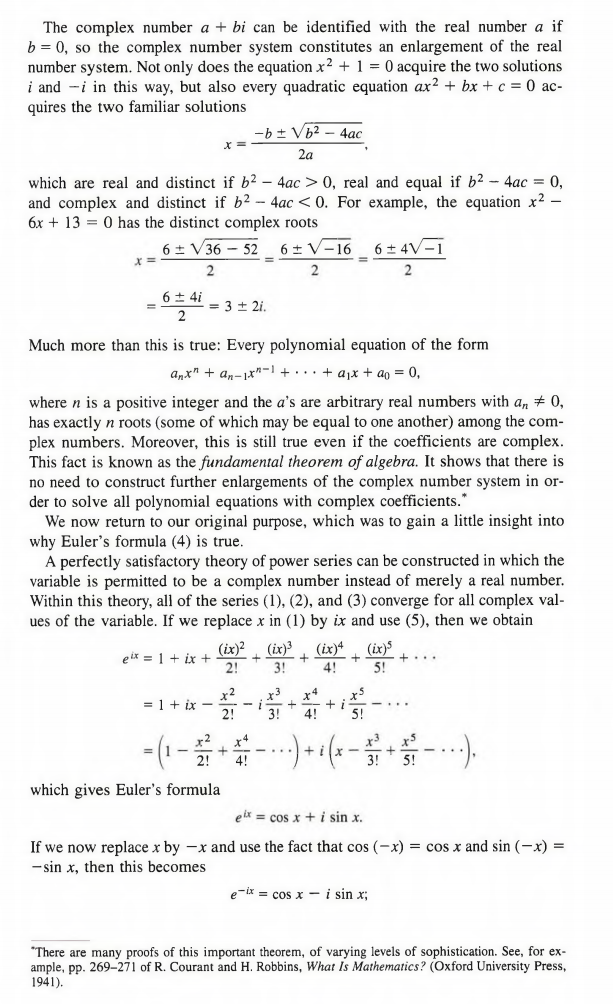 The complex number a + bi can be identified with the real number a if
b = 0, so the complex number system constitutes an enlargement of the real
number system. Not only does the equation x² + 1 = 0 acquire the two solutions
i and −i in this way, but also every quadratic equation ax² + bx + c = 0 ac-
quires the two familiar solutions
x = (−b ± √(b² − 4ac)) / 2a,
which are real and distinct if b² − 4ac > 0, real and equal if b² − 4ac = 0,
and complex and distinct if b² − 4ac < 0. For example, the equation x² −
6x + 13 = 0 has the distinct complex roots
x = (6 ± √(36 − 52)) / 2 = (6 ± √−16) / 2 = (6 ± 4√−1) / 2
= (6 ± 4i) / 2 = 3 ± 2i.
Much more than this is true: Every polynomial equation of the form
aₙxⁿ + aₙ₋₁xⁿ⁻¹ + · · · + a₁x + a₀ = 0,
where n is a positive integer and the a's are arbitrary real numbers with aₙ ≠ 0,
has exactly n roots (some of which may be equal to one another) among the com-
plex numbers. Moreover, this is still true even if the coefficients are complex.
This fact is known as the fundamental theorem of algebra. It shows that there is
no need to construct further enlargements of the complex number system in or-
der to solve all polynomial equations with complex coefficients.*
We now return to our original purpose, which was to gain a little insight into
why Euler's formula (4) is true.
A perfectly satisfactory theory of power series can be constructed in which the
variable is permitted to be a complex number instead of merely a real number.
Within this theory, all of the series (1), (2), and (3) converge for all complex val-
ues of the variable. If we replace x in (1) by ix and use (5), then we obtain
eⁱˣ = 1 + ix + (ix)²/2! + (ix)³/3! + (ix)⁴/4! + (ix)⁵/5! + · · ·
= 1 + ix − x²/2! − i x³/3! + x⁴/4! + i x⁵/5! − · · ·
= (1 − x²/2! + x⁴/4! − · · ·) + i (x − x³/3! + x⁵/5! − · · ·),
which gives Euler's formula
eⁱˣ = cos x + i sin x.
If we now replace x by −x and use the fact that cos (−x) = cos x and sin (−x) =
−sin x, then this becomes
e⁻ⁱˣ = cos x − i sin x;
*There are many proofs of this important theorem, of varying levels of sophistication. See, for ex-
ample, pp. 269–271 of R. Courant and H. Robbins, What Is Mathematics? (Oxford University Press,
1941).